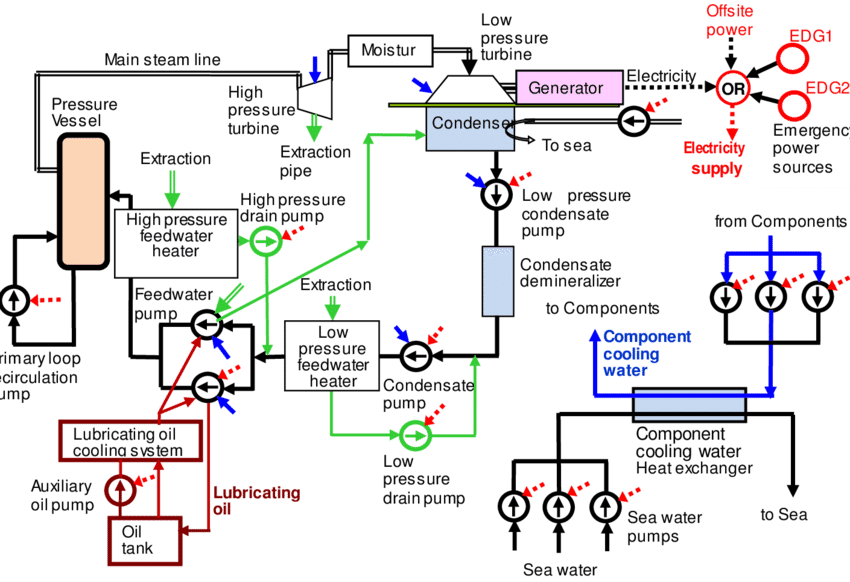 Offsite
power
EDG1
Low
pressure
turbine
Moistur
Main steam line
Electricity
OR
Generator
High
pressure
turbine
EDG2
Pressure
Vessel
Condenser
Emergency
power
sources
To sea
Extraction
pipe
Electricity
supply
Extraction
High pressure
drain pump
Low pressure
condensate
pump
High pressure
feedwater
heater
from Components
Condensate
demineralizer
Extraction
Feedwater
pump
to Components
Low
pressure
feedwater
heater
Component
cooling
water
rimary loop
ecirculation
ump
Condensate
pump
Lubricating oil
cooling system
Component
cooling water
Heat exchanger
Low
pressure
drain pump
Auxiliary
oil pump
Lubricating
oil
to Sea
Sea water
pumps
Oil
tank
Sea water